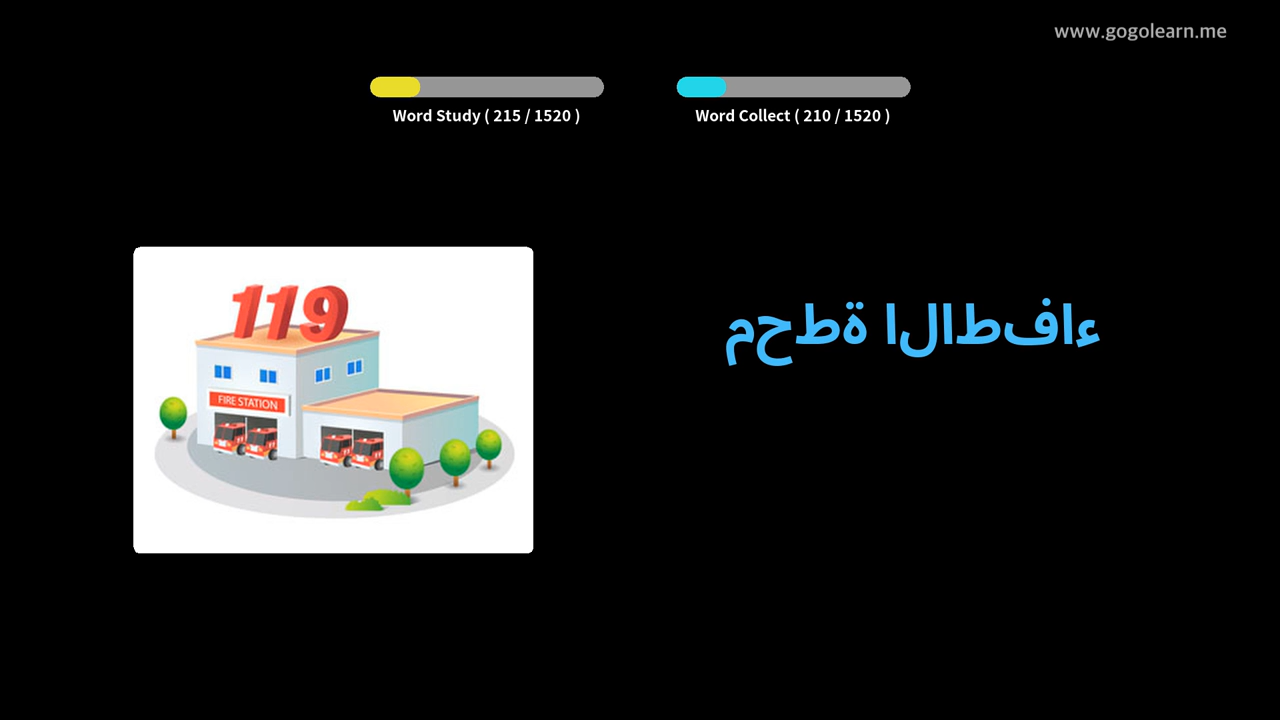 www.gogolearn.me
Word Study ( 215 / 1520 )
Word Collect ( 210 / 1520 )
119
FIRE STATION
محطة الاطفاء